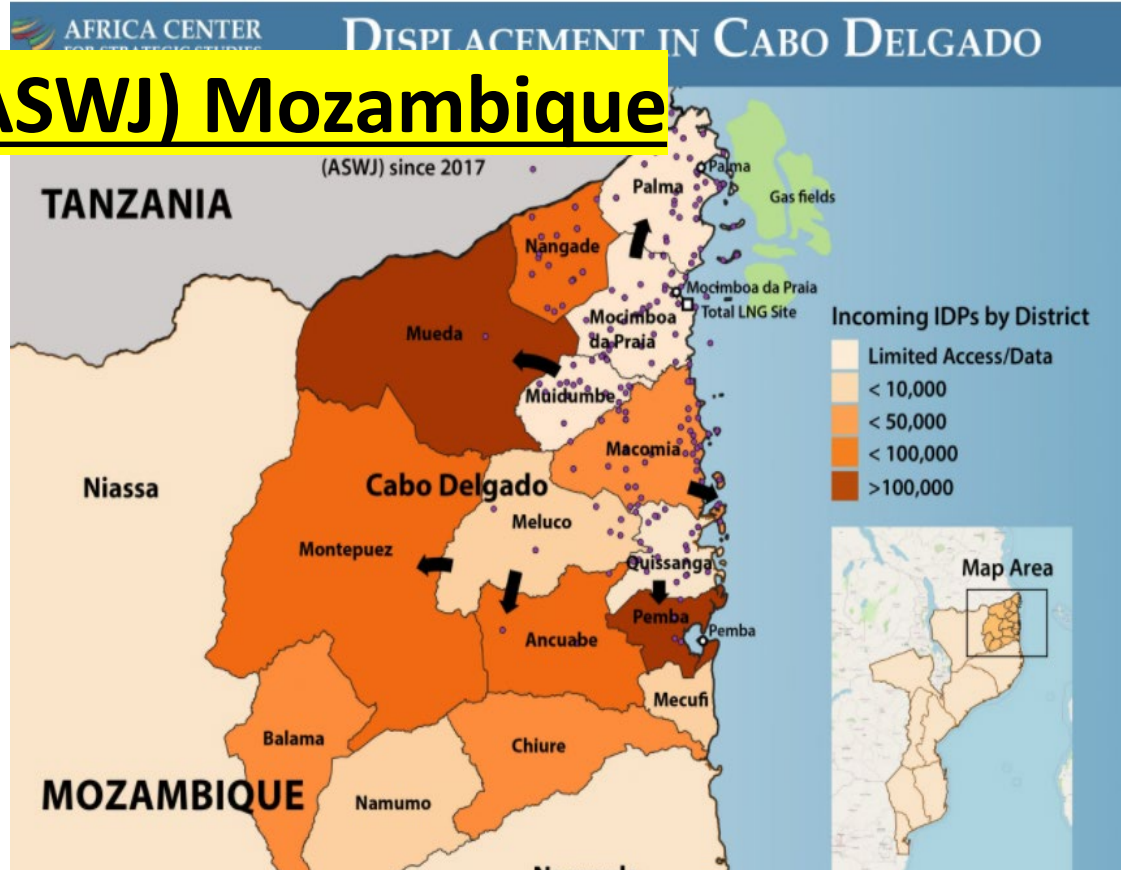 AFRICA CENTER
FOR STRATEGIC STUDIES
DISPLACEMENT IN CABO DELGADO
ASWJ) Mozambique
(ASWJ) since 2017
TANZANIA
Palma
Palma
Gas fields
Nangade
Mocimboa da Praia
Total LNG Site
Mueda
Mocimboa
da Praia
Muidumbe
Macomia
Incoming IDPs by District
Limited Access/Data
< 10,000
< 50,000
< 100,000
>100,000
Niassa
Cabo Delgado
Meluco
Montepuez
Quissanga
Map Area
Pemba
Pemba
Ancuabe
Mecufi
Balama
Chiure
MOZAMBIQUE
Namumo